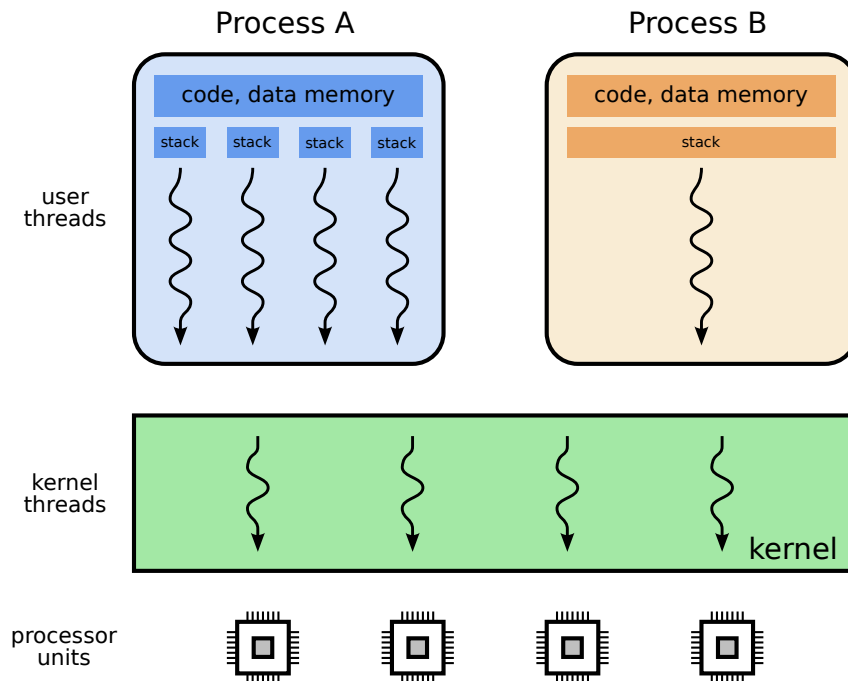 Process A
Process B
code, data memory
code, data memory
stack
stack
stack
stack
stack
user
threads
kernel
threads
kernel
processor
units